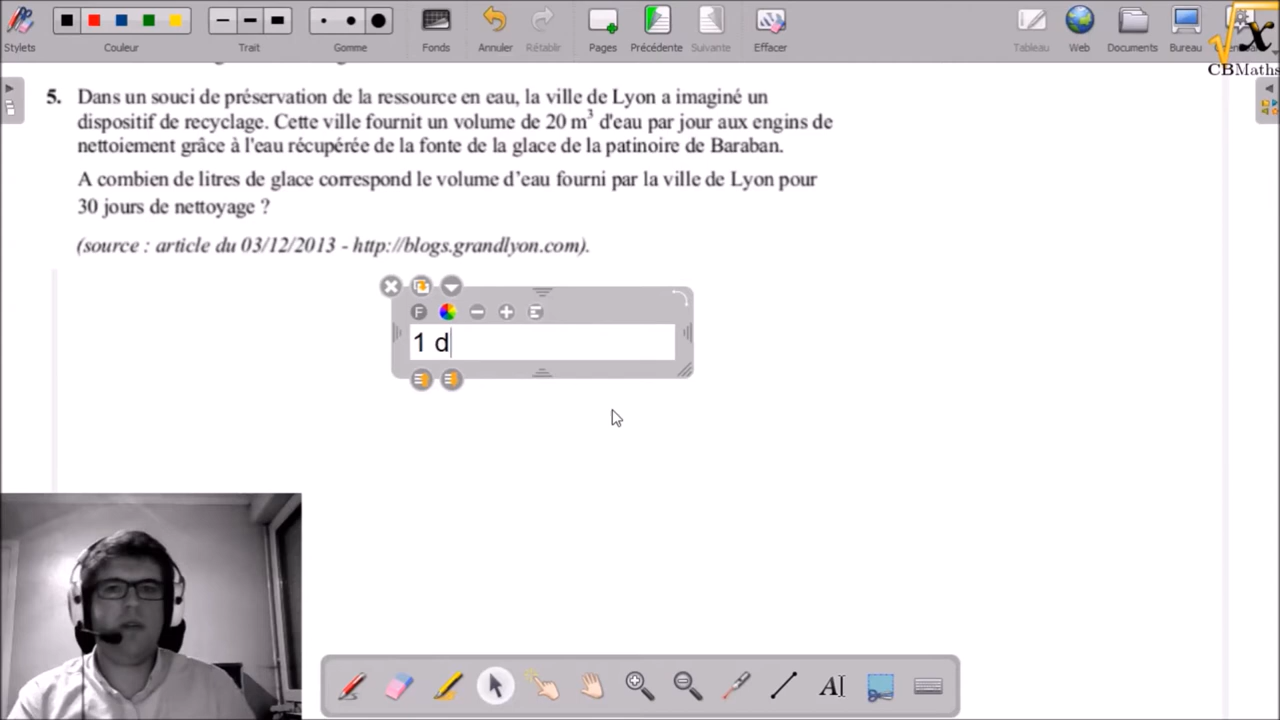 Stylets
Couleur
Trait
Gomme
Fonds
Annuler
Rétablir
Pages
Précédente
Suivante
Effacer
Tableau
Web
Documents
Bureau
CBMaths
5. Dans un souci de préservation de la ressource en eau, la ville de Lyon a imaginé un
dispositif de recyclage. Cette ville fournit un volume de 20 m³ d'eau par jour aux engins de
nettoiement grâce à l'eau récupérée de la fonte de la glace de la patinoire de Baraban.
A combien de litres de glace correspond le volume d'eau fourni par la ville de Lyon pour
30 jours de nettoyage ?
(source : article du 03/12/2013 - http://blogs.grandlyon.com).
F
1 d
AI